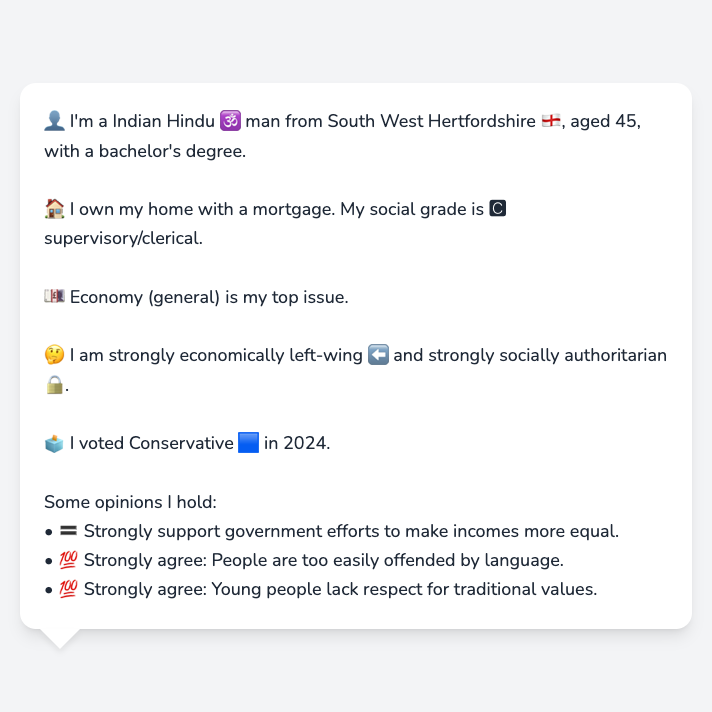 👤 I'm a Indian Hindu 🕉️ man from South West Hertfordshire 🏴󠁧󠁢󠁥󠁮󠁧󠁿, aged 45,
with a bachelor's degree.
🏠 I own my home with a mortgage. My social grade is 🅲
supervisory/clerical.
💷 Economy (general) is my top issue.
🤔 I am strongly economically left-wing ⬅️ and strongly socially authoritarian
🔒.
🗳️ I voted Conservative 🟦 in 2024.
Some opinions I hold:
• 🟰 Strongly support government efforts to make incomes more equal.
• 💯 Strongly agree: People are too easily offended by language.
• 💯 Strongly agree: Young people lack respect for traditional values.